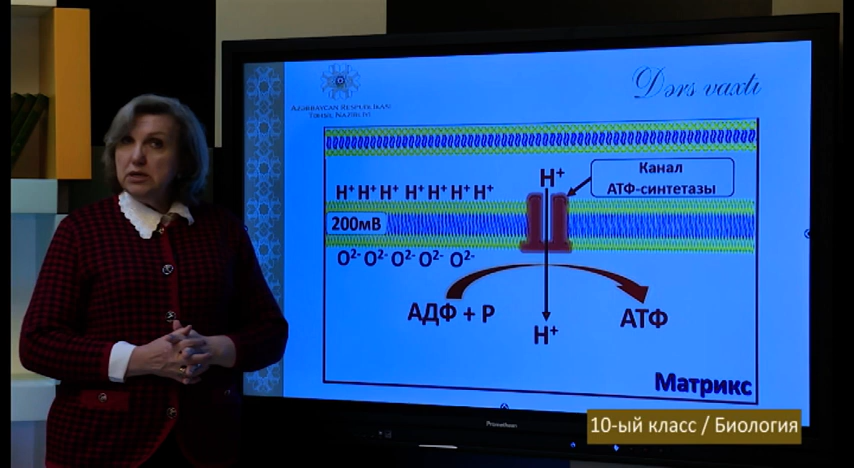 Dərs vaxtı
AZƏRBAYCAN RESPUBLİKASI
TƏHSİL NAZİRLİYİ
H⁺
Канал
АТФ-синтетазы
H⁺ H⁺ H⁺ H⁺ H⁺ H⁺ H⁺
200мВ
O²⁻ O²⁻ O²⁻ O²⁻ O²⁻
АДФ + Р
АТФ
H⁺
Матрикс
Promethean
10-ый класс / Биология